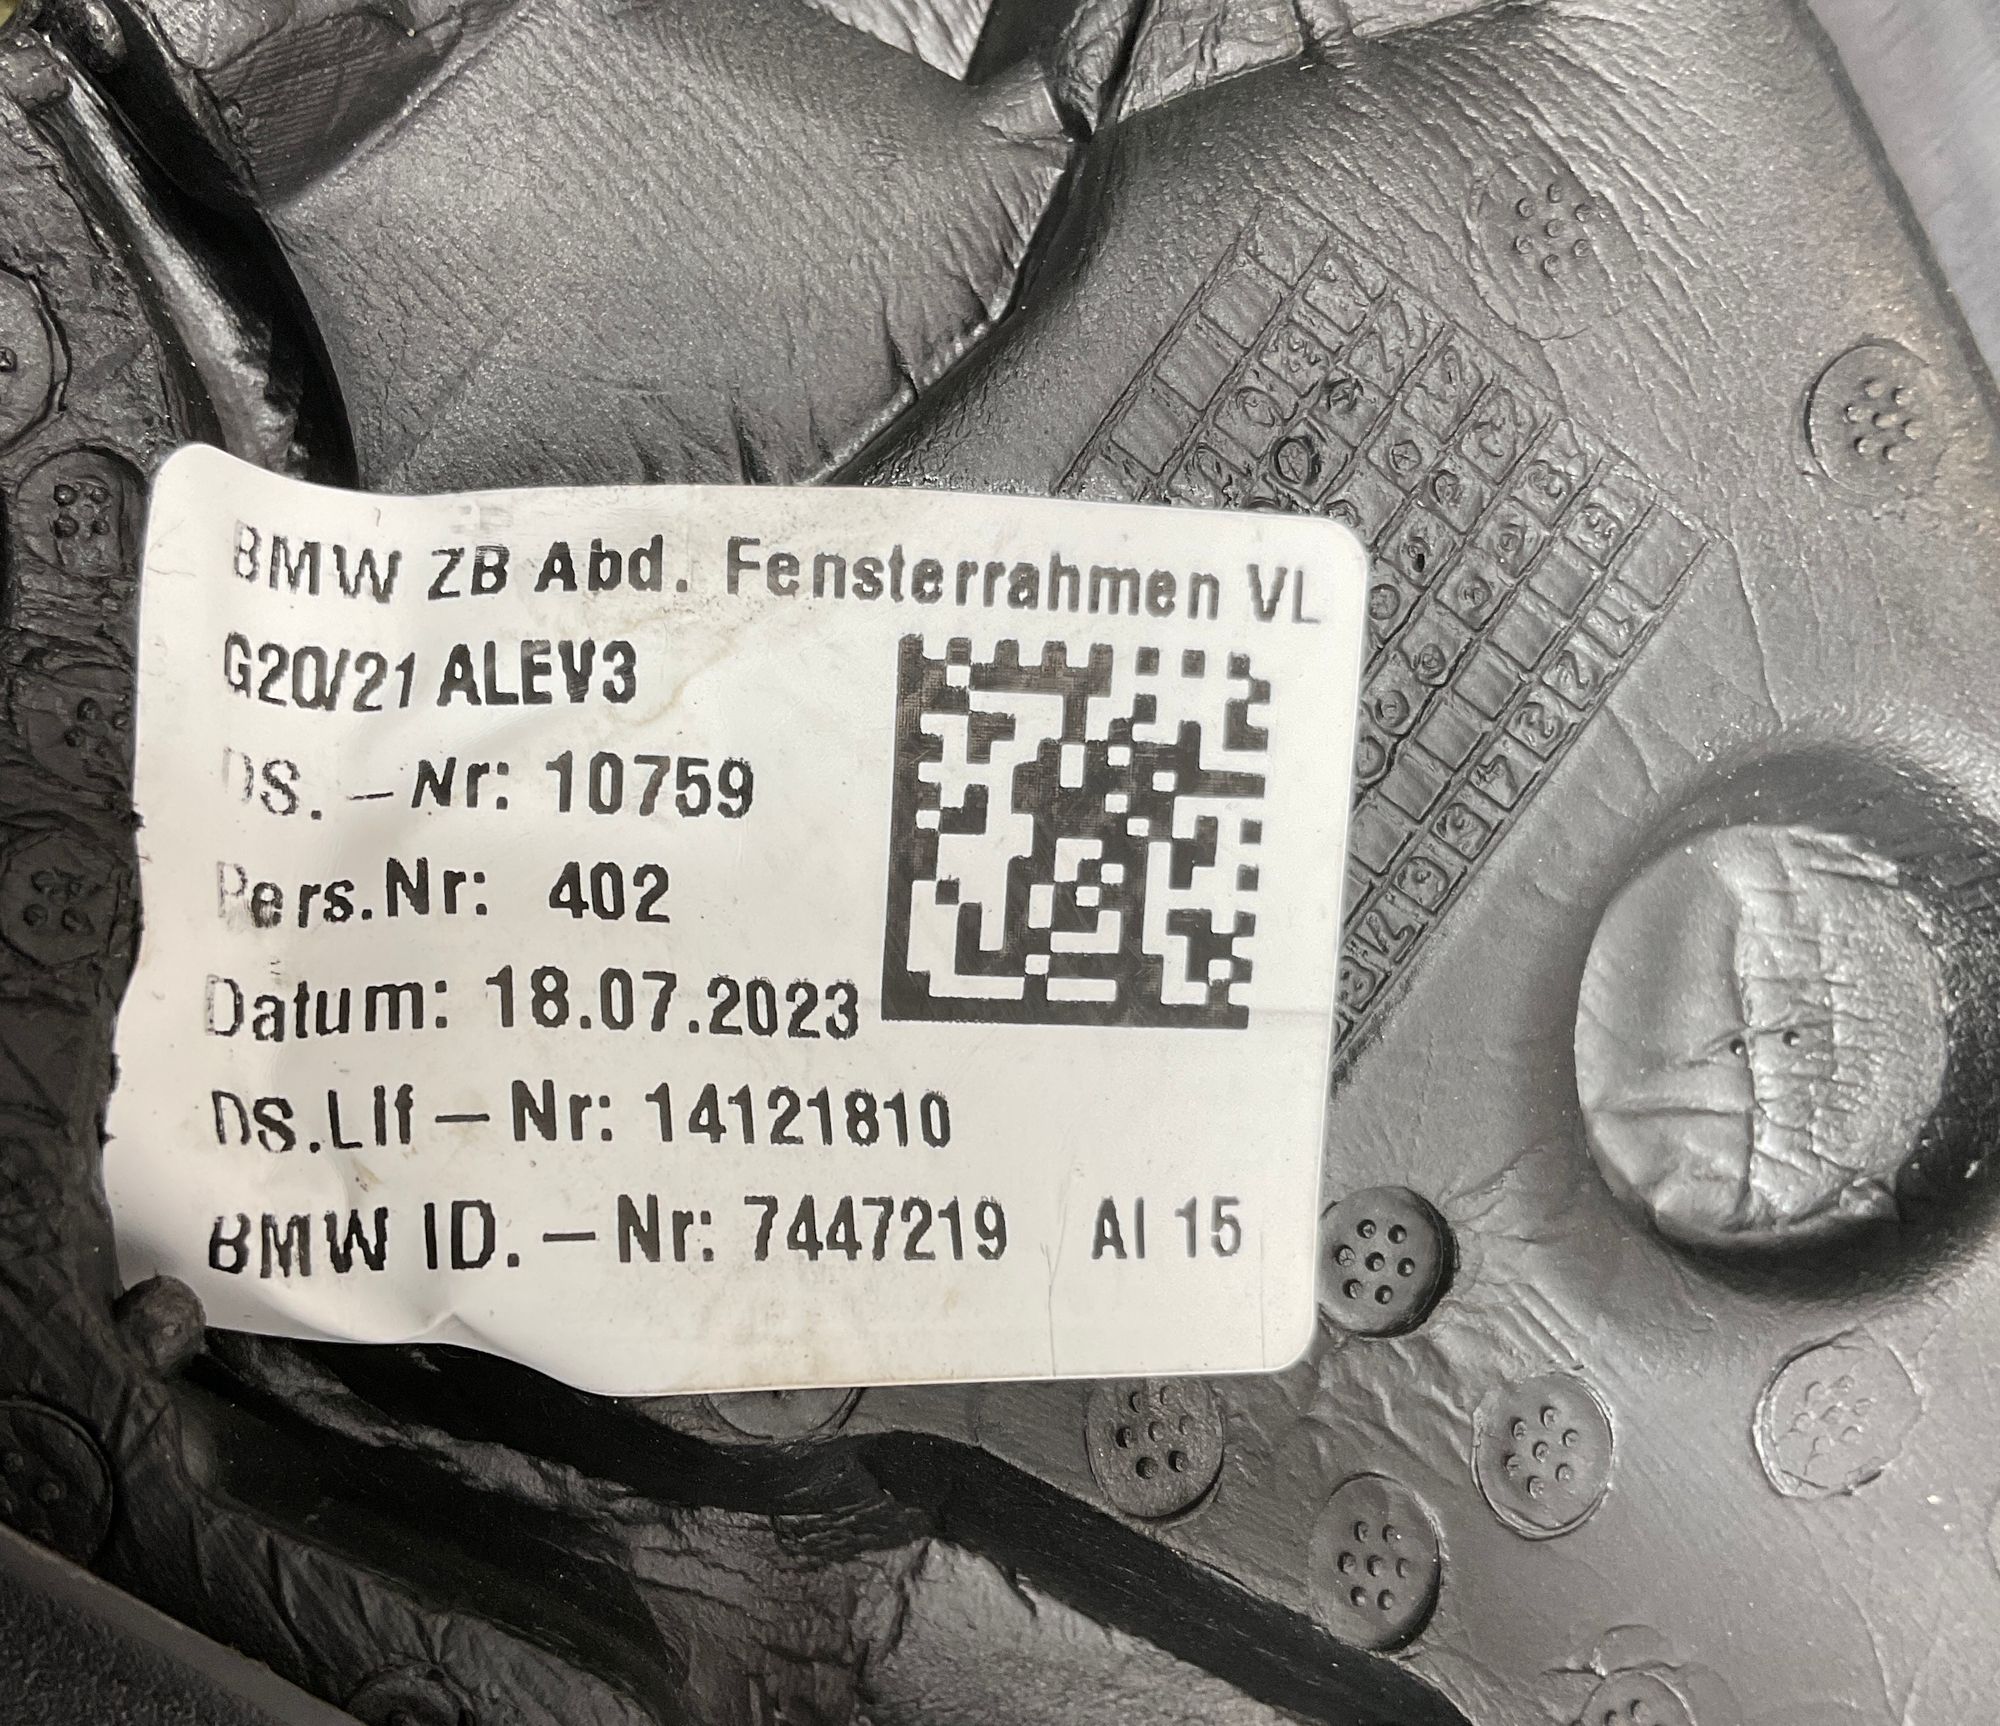 BMW ZB Abd. Fensterrahmen VL
G20/21 ALEV3
DS. - Nr: 10759
Pers.Nr: 402
Datum: 18.07.2023
DS.Lif - Nr: 14121810
BMW ID. - Nr: 7447219 AI 15